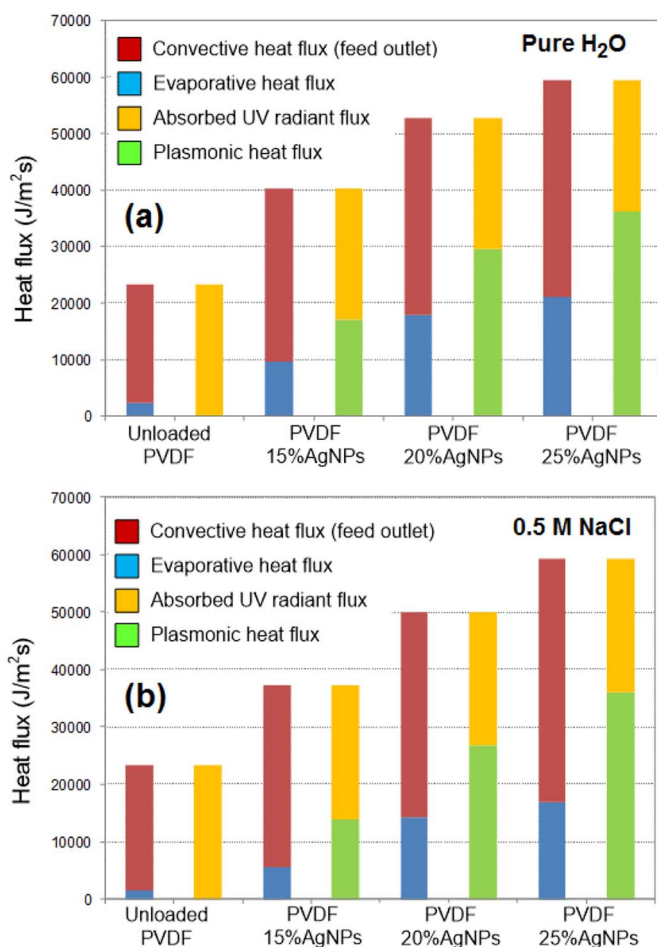 70000
60000
50000
40000
30000
20000
10000
0
Heat flux (J/m²s)
Convective heat flux (feed outlet)
Evaporative heat flux
Absorbed UV radiant flux
Plasmonic heat flux
Pure H₂O
(a)
Unloaded
PVDF
PVDF
15%AgNPs
PVDF
20%AgNPs
PVDF
25%AgNPs
70000
60000
50000
40000
30000
20000
10000
0
Heat flux (J/m²s)
Convective heat flux (feed outlet)
Evaporative heat flux
Absorbed UV radiant flux
Plasmonic heat flux
0.5 M NaCl
(b)
Unloaded
PVDF
PVDF
15%AgNPs
PVDF
20%AgNPs
PVDF
25%AgNPs